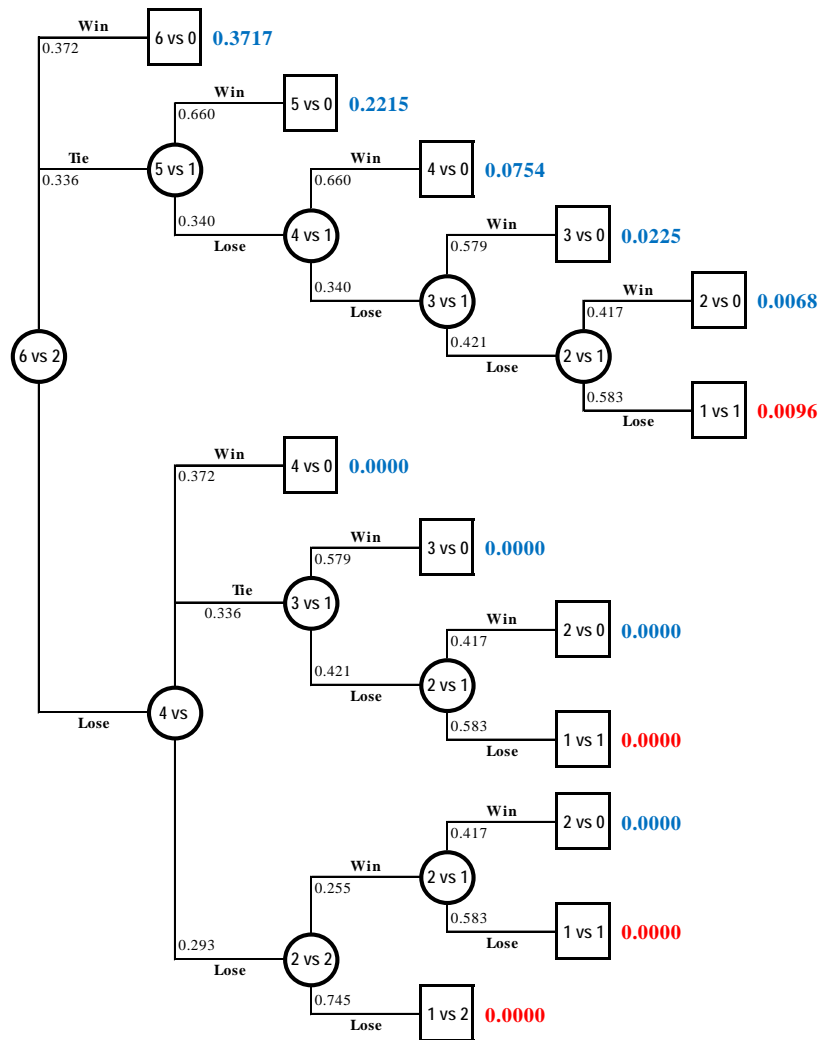 Win
0.372
6 vs 0 0.3717
Win
0.660
5 vs 0 0.2215
Tie
0.336
5 vs 1
Win
0.660
4 vs 0 0.0754
0.340
Lose
4 vs 1
Win
0.579
3 vs 0 0.0225
0.340
Lose
3 vs 1
Win
0.417
2 vs 0 0.0068
6 vs 2
0.421
Lose
2 vs 1
0.583
Lose
1 vs 1 0.0096
Win
0.372
4 vs 0 0.0000
Win
0.579
3 vs 0 0.0000
Tie
0.336
3 vs 1
Win
0.417
2 vs 0 0.0000
0.421
Lose
2 vs 1
Lose
4 vs
0.583
Lose
1 vs 1 0.0000
Win
0.417
2 vs 0 0.0000
Win
0.255
2 vs 1
0.583
Lose
1 vs 1 0.0000
0.293
Lose
2 vs 2
0.745
Lose
1 vs 2 0.0000